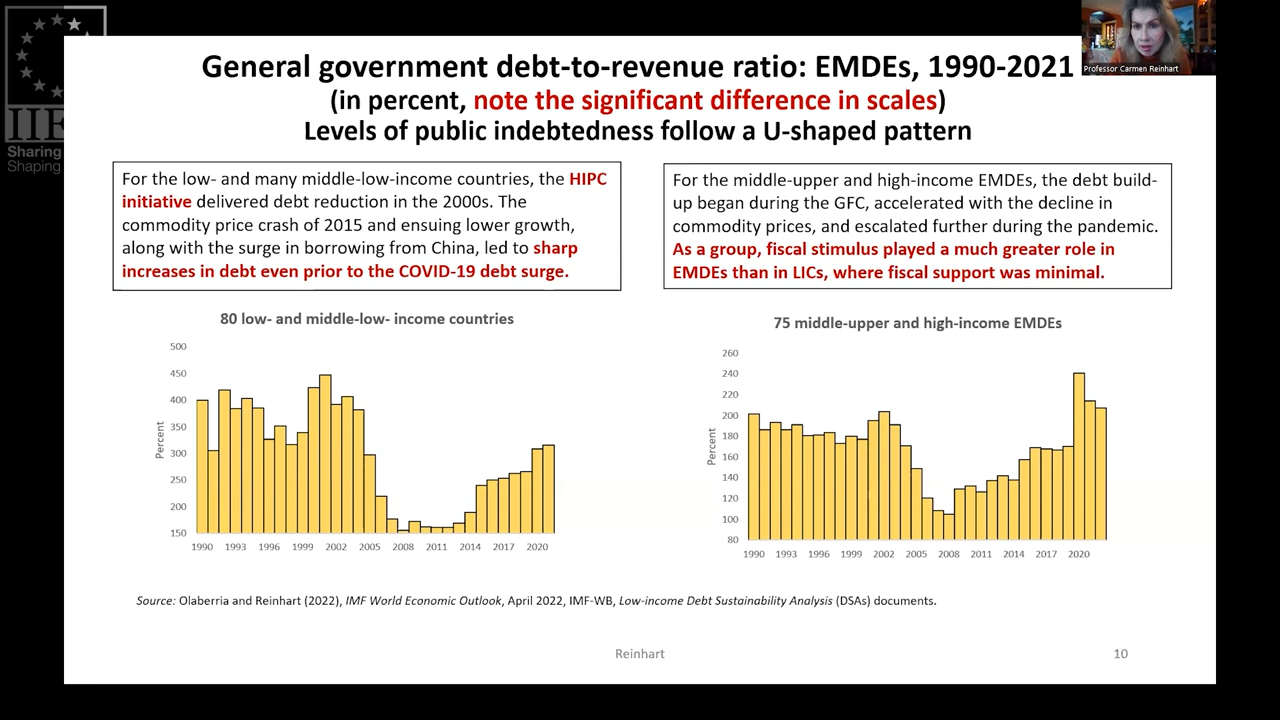 IIE
Sharing
Shaping
Professor Carmen Reinhart
General government debt-to-revenue ratio: EMDEs, 1990-2021
(in percent, note the significant difference in scales)
Levels of public indebtedness follow a U-shaped pattern
For the low- and many middle-low-income countries, the HIPC
initiative delivered debt reduction in the 2000s. The
commodity price crash of 2015 and ensuing lower growth,
along with the surge in borrowing from China, led to sharp
increases in debt even prior to the COVID-19 debt surge.
For the middle-upper and high-income EMDEs, the debt build-
up began during the GFC, accelerated with the decline in
commodity prices, and escalated further during the pandemic.
As a group, fiscal stimulus played a much greater role in
EMDEs than in LICs, where fiscal support was minimal.
80 low- and middle-low- income countries
500
450
400
350
300
250
200
150
Percent
1990 1993 1996 1999 2002 2005 2008 2011 2014 2017 2020
75 middle-upper and high-income EMDEs
260
240
220
200
180
160
140
120
100
80
Percent
1990 1993 1996 1999 2002 2005 2008 2011 2014 2017 2020
Source: Olaberria and Reinhart (2022), IMF World Economic Outlook, April 2022, IMF-WB, Low-income Debt Sustainability Analysis (DSAs) documents.
Reinhart
10